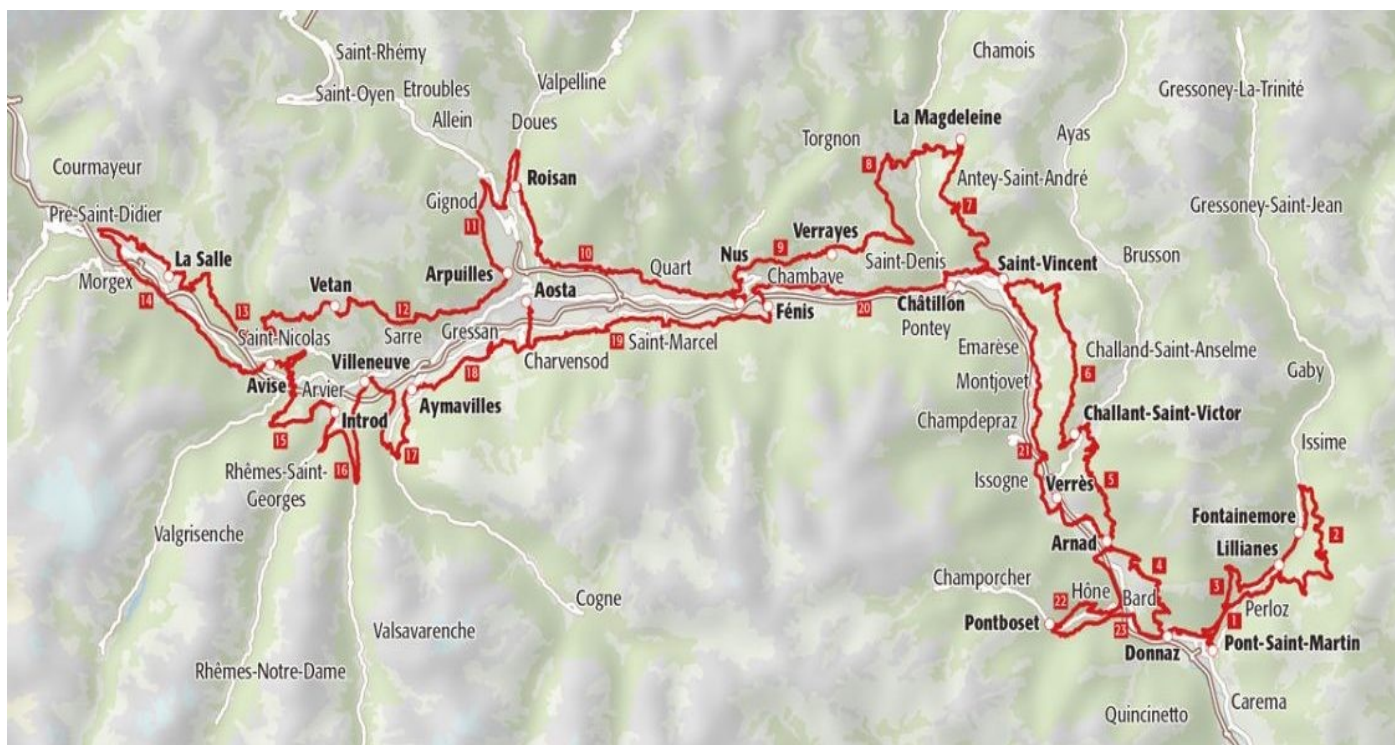 Saint-Rhémy
Chamois
Saint-Oyen
Etroubles
Valpelline
Gressoney-La-Trinité
Allein
Doues
La Magdeleine
Torgnon
Ayas
Courmayeur
8
Roisan
Antey-Saint-André
Gignod
7
Pré-Saint-Didier
11
Verrayes
Gressoney-Saint-Jean
La Salle
10
Nus
9
Quart
Saint-Denis
Brusson
Morgex
Vetan
Arpuilles
Chambave
Saint-Vincent
14
Aosta
13
12
Fénis
20
Châtillon
Saint-Nicolas
Sarre
Gressan
19
Saint-Marcel
Pontey
Villeneuve
Charvensod
Emarèse
Challand-Saint-Anselme
Avise
Arvier
18
6
Gaby
Aymavilles
Montjovet
Introd
Challant-Saint-Victor
15
Champdepraz
17
Issime
Rhêmes-Saint-
Georges
16
21
Issogne
Verrès
5
Fontainemore
Valgrisenche
2
Arnad
Lillianes
4
Champorcher
3
Cogne
22
Hône
Bard
Perloz
Pontboset
23
1
Valsavarenche
Donnaz
Pont-Saint-Martin
Rhêmes-Notre-Dame
Carema
Quincinetto